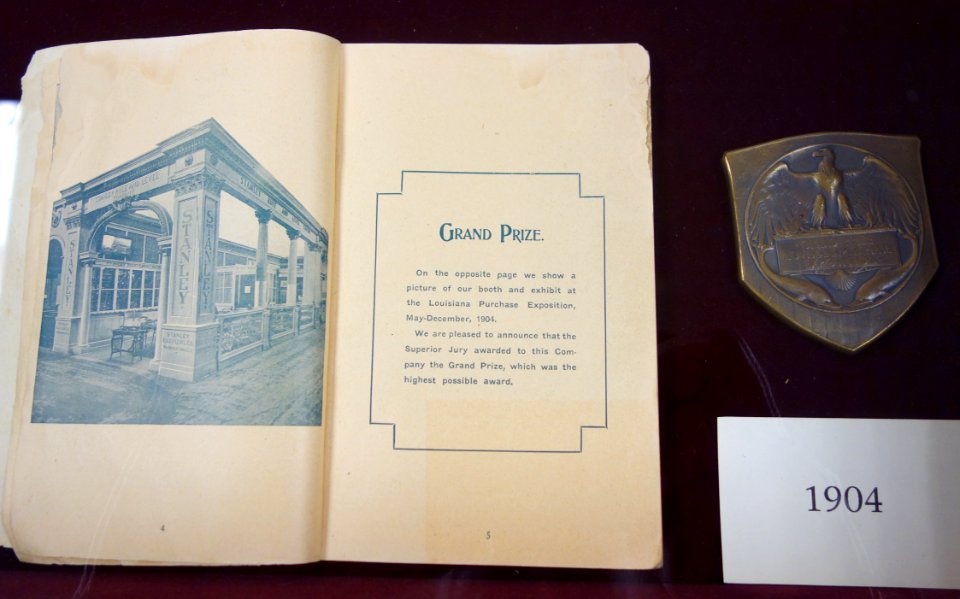 STANLEY
STANLEY
STANLEY
STANLEY
4
GRAND PRIZE.
On the opposite page we show a
picture of our booth and exhibit at
the Louisiana Purchase Exposition,
May-December, 1904.
We are pleased to announce that the
Superior Jury awarded to this Com-
pany the Grand Prize, which was the
highest possible award.
5
1904